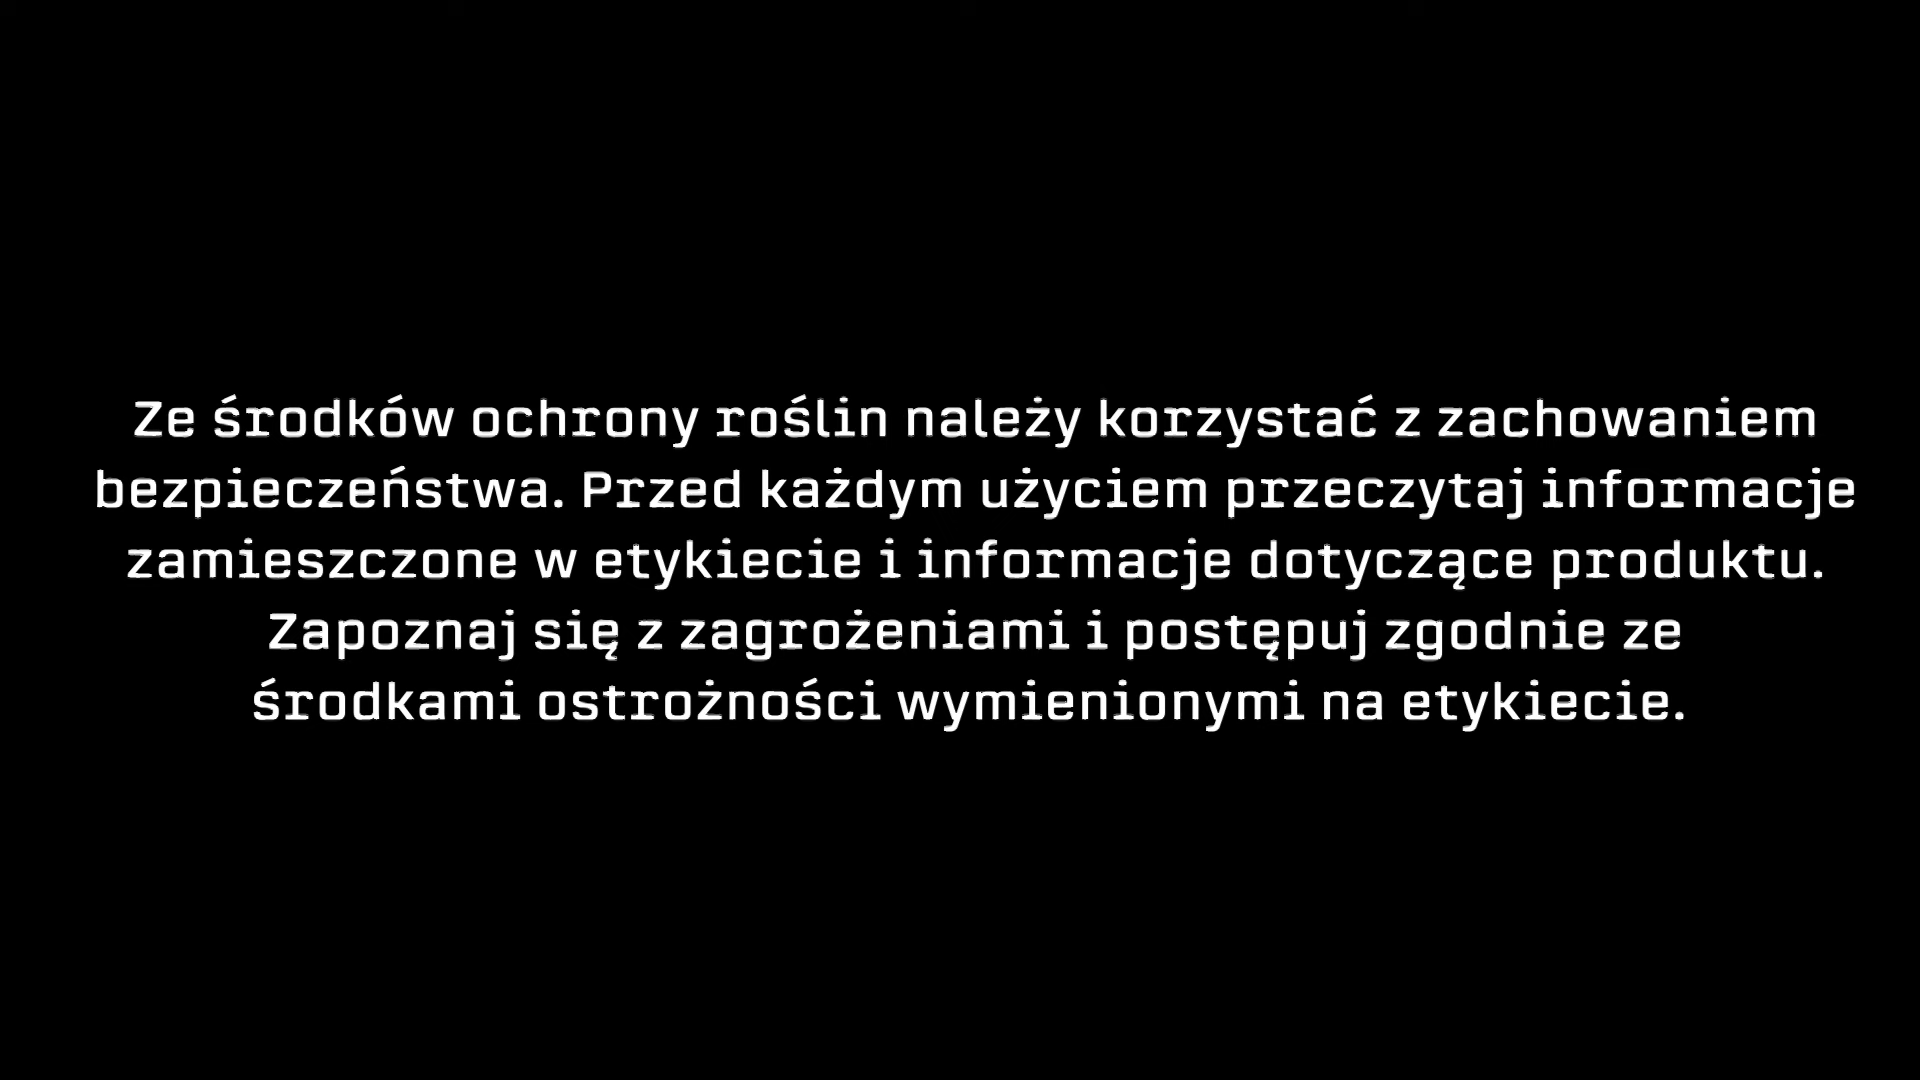 Ze środków ochrony roślin należy korzystać z zachowaniem
bezpieczeństwa. Przed każdym użyciem przeczytaj informacje
zamieszczone w etykiecie i informacje dotyczące produktu.
Zapoznaj się z zagrożeniami i postępuj zgodnie ze
środkami ostrożności wymienionymi na etykiecie.